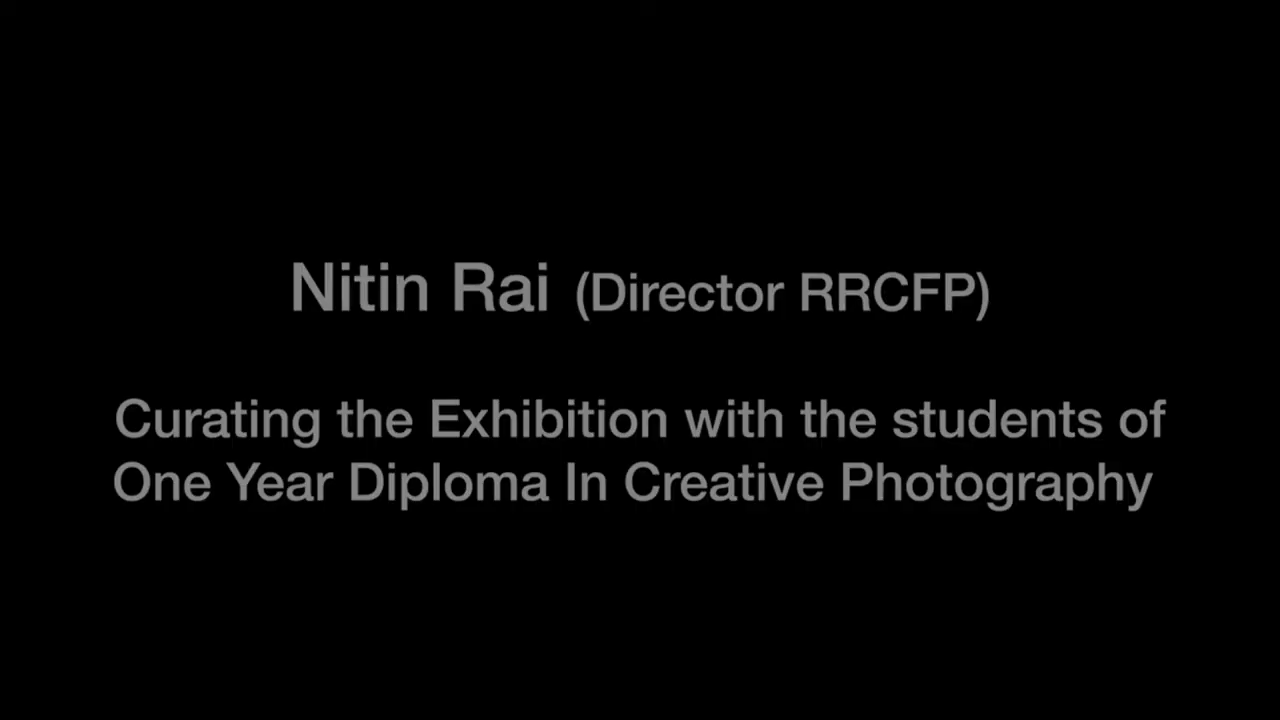 Nitin Rai (Director RRCFP)
Curating the Exhibition with the students of
One Year Diploma In Creative Photography